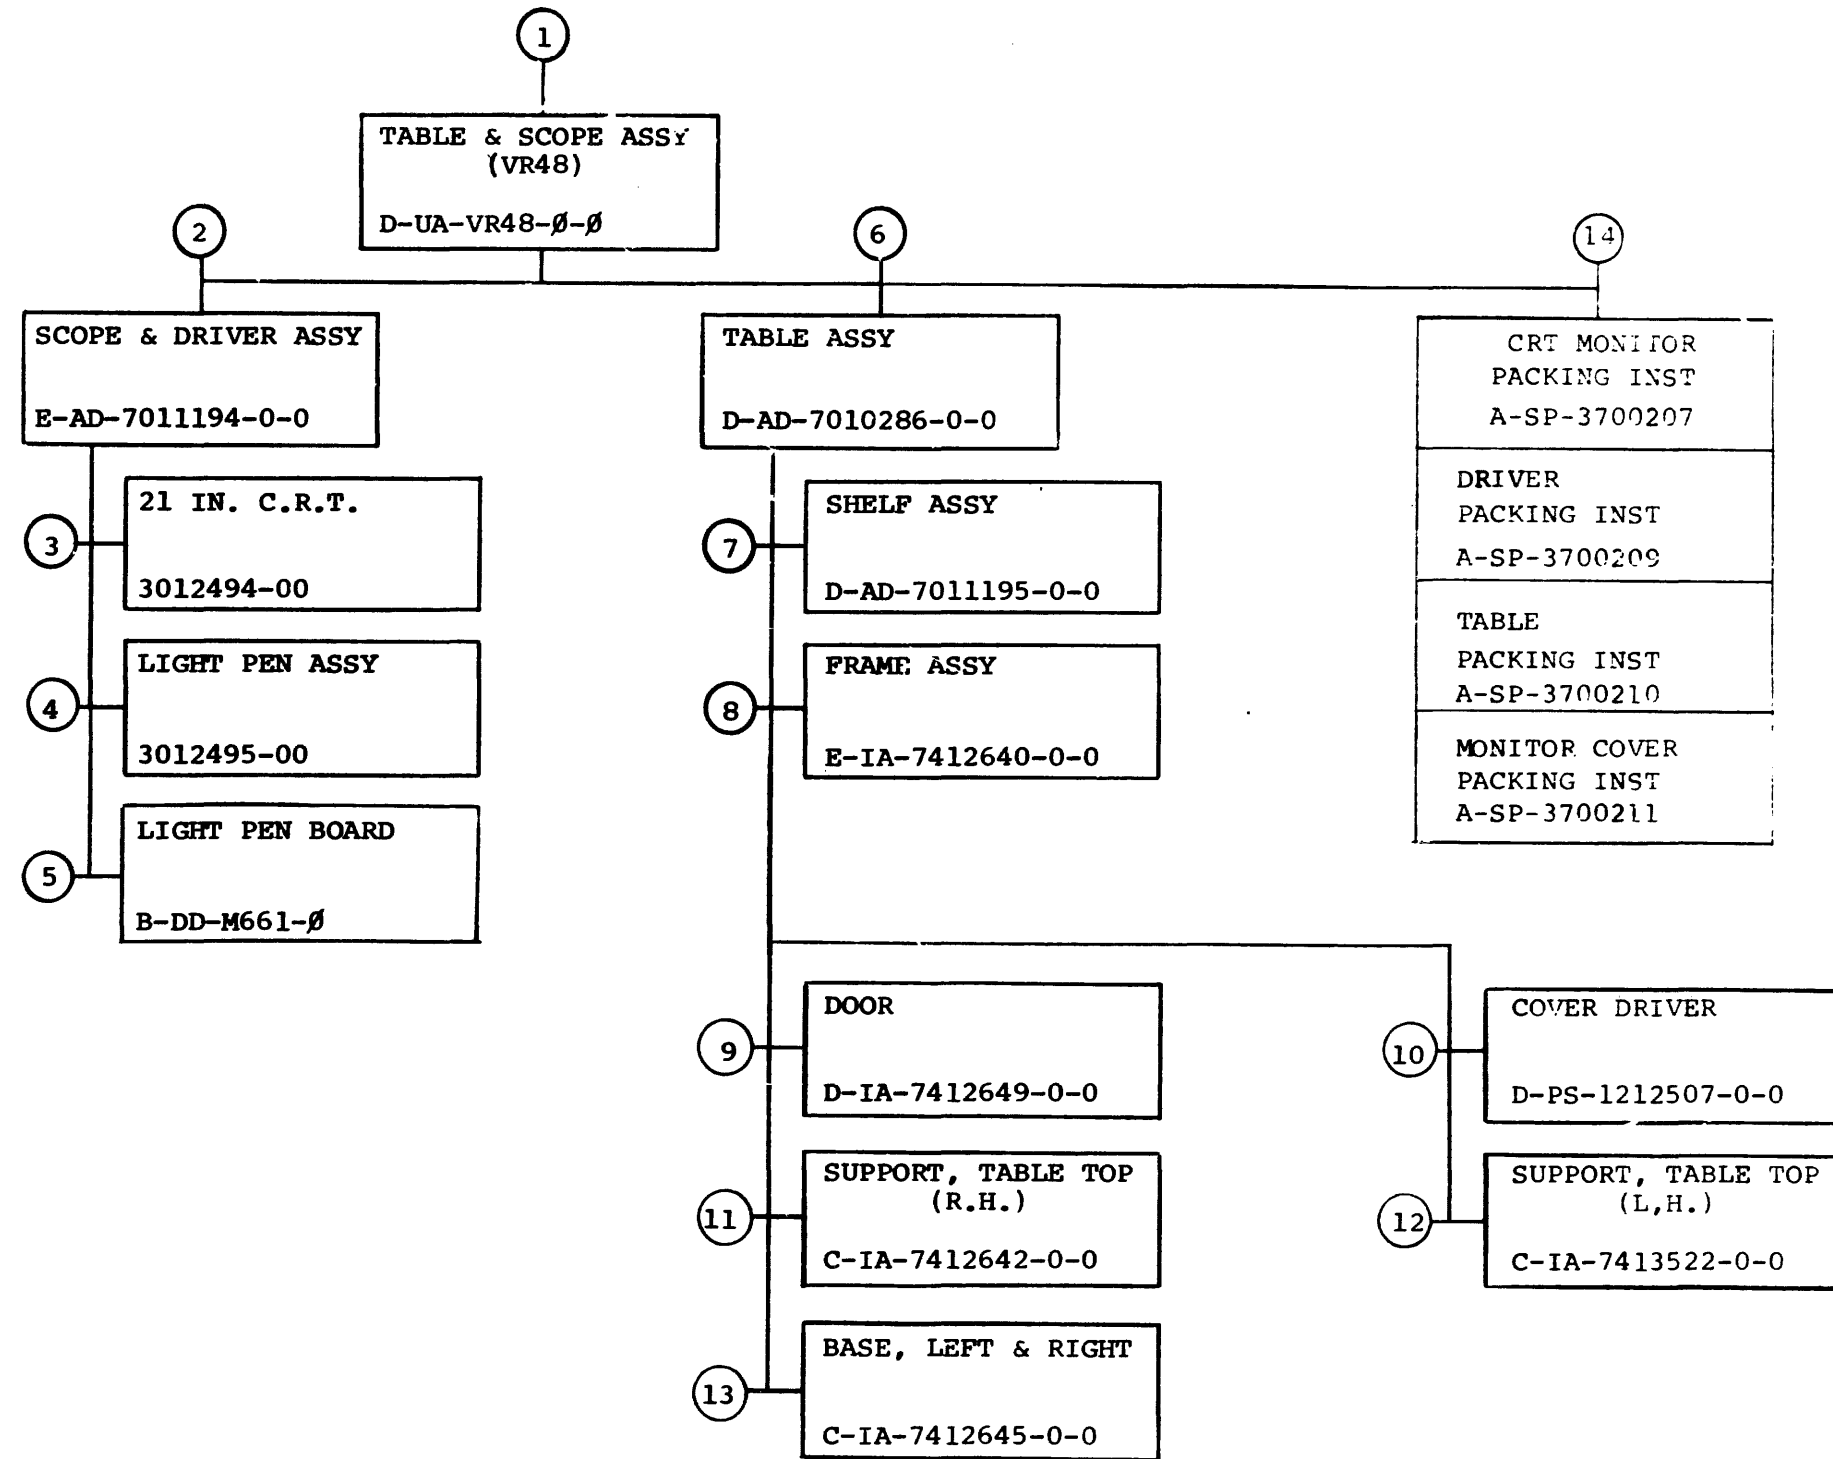 1
TABLE & SCOPE ASSY
(VR48)
D-UA-VR48-Ø-Ø
2
SCOPE & DRIVER ASSY
E-AD-7011194-0-0
3
21 IN. C.R.T.
3012494-00
4
LIGHT PEN ASSY
3012495-00
5
LIGHT PEN BOARD
B-DD-M661-Ø
6
TABLE ASSY
D-AD-7010286-0-0
7
SHELF ASSY
D-AD-7011195-0-0
8
FRAME ASSY
E-IA-7412640-0-0
9
DOOR
D-IA-7412649-0-0
10
COVER DRIVER
D-PS-1212507-0-0
11
SUPPORT, TABLE TOP
(R.H.)
C-IA-7412642-0-0
12
SUPPORT, TABLE TOP
(L,H.)
C-IA-7413522-0-0
13
BASE, LEFT & RIGHT
C-IA-7412645-0-0
14
CRT MONITOR
PACKING INST
A-SP-3700207
DRIVER
PACKING INST
A-SP-3700209
TABLE
PACKING INST
A-SP-3700210
MONITOR COVER
PACKING INST
A-SP-3700211